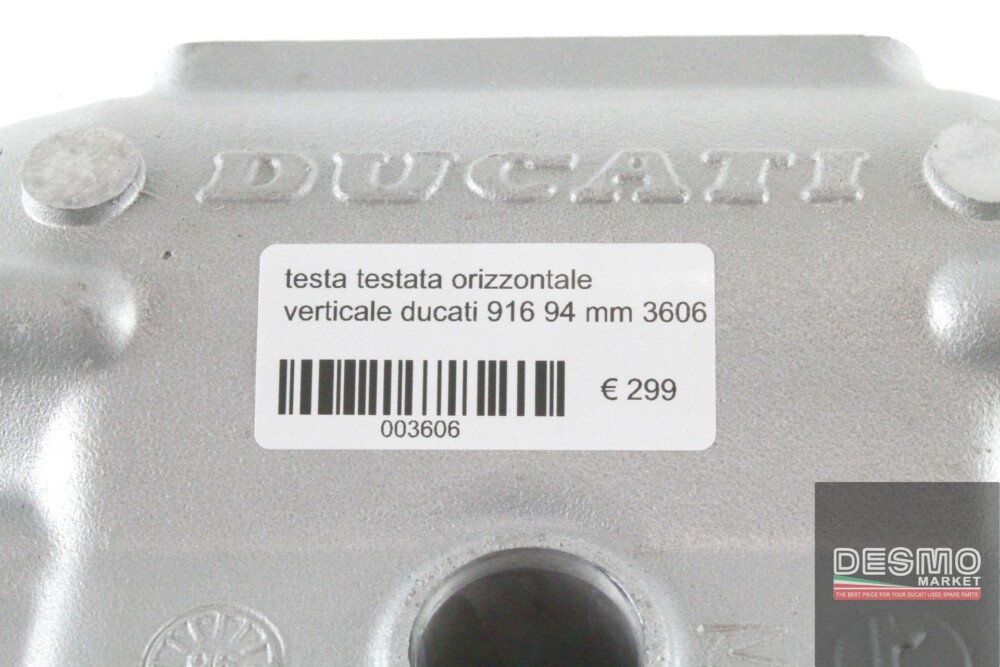 DUCATI
testa testata orizzontale
verticale ducati 916 94 mm 3606
€ 299
003606
DESMO
MARKET
THE BEST PRICE FOR YOUR DUCATI USED SPARE PARTS